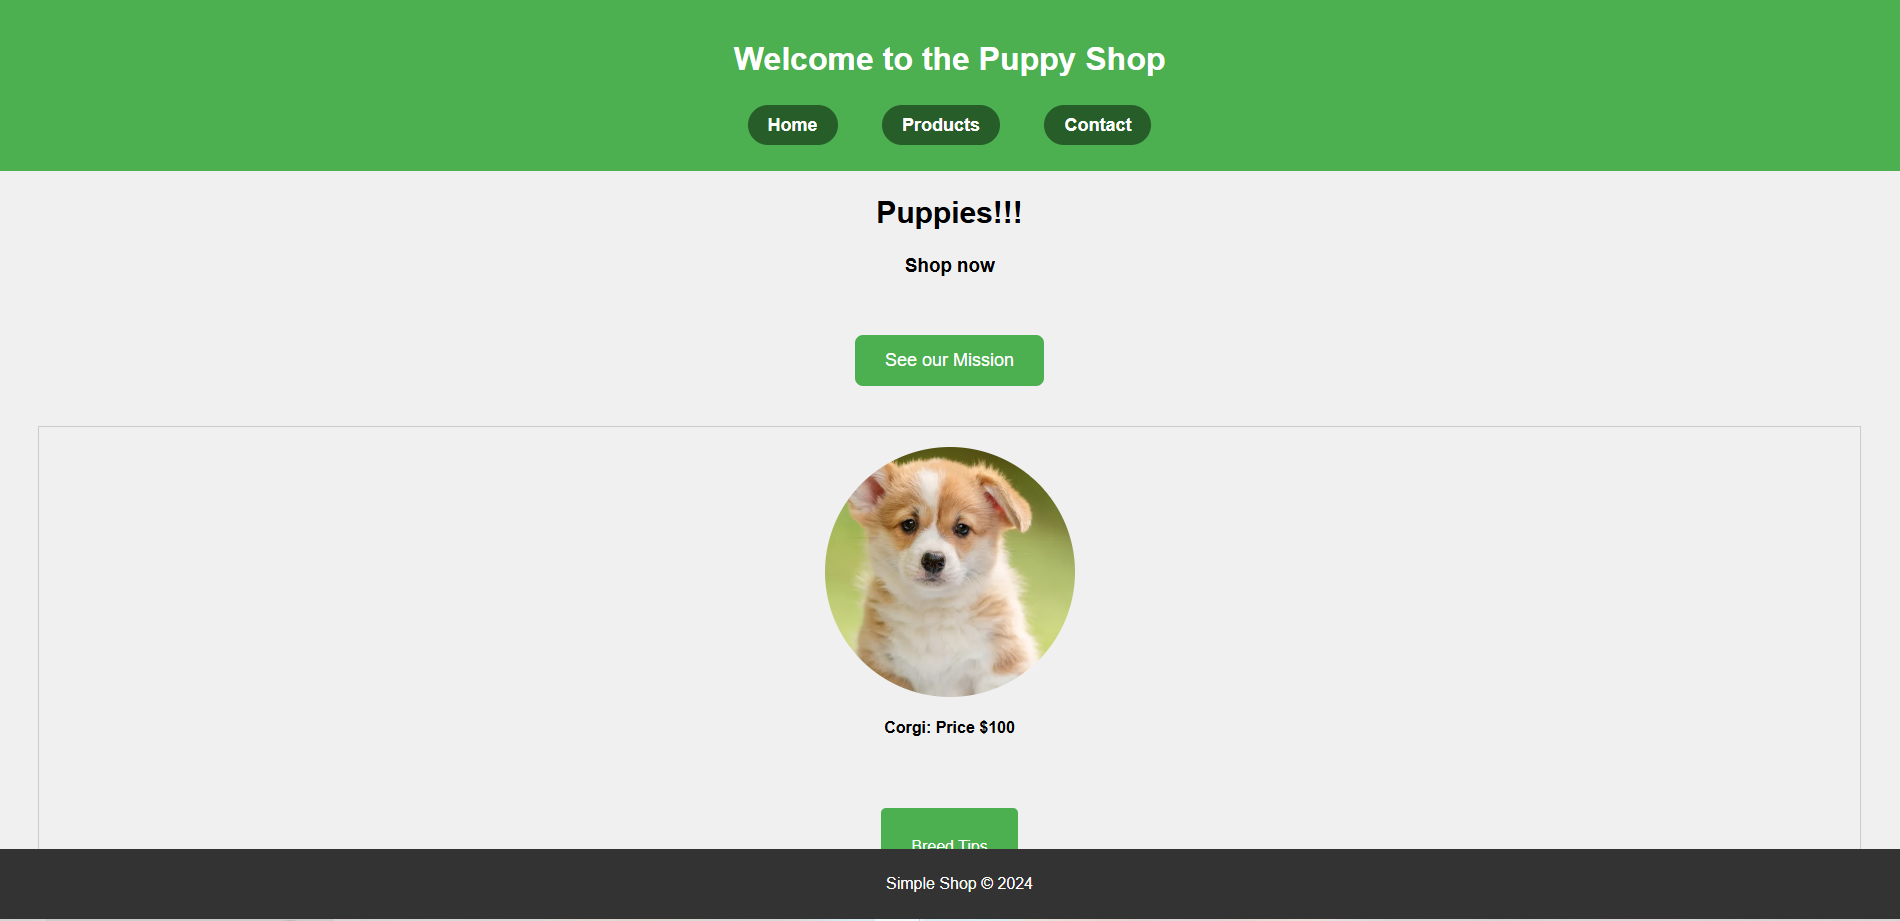 Welcome to the Puppy Shop
Home Products Contact
Puppies!!!
Shop now
See our Mission
Corgi: Price $100
Breed Tips
Simple Shop © 2024